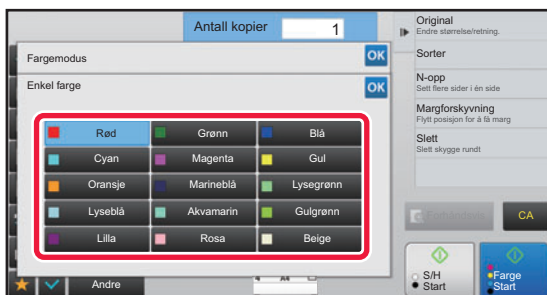 Antall kopier 1
Fargemodus OK
Enkel farge OK
Rød Grønn Blå
Cyan Magenta Gul
Oransje Marineblå Lysegrønn
Lyseblå Akvamarin Gulgrønn
Lilla Rosa Beige
Andre A4
Original
Endre størrelse/retning.
Sorter
N-opp
Sett flere sider i én side
Margforskyvning
Flytt posisjon for å få marg
Slett
Slett skygge rundt
Forhåndsvis CA
S/H
Start
Farge
Start